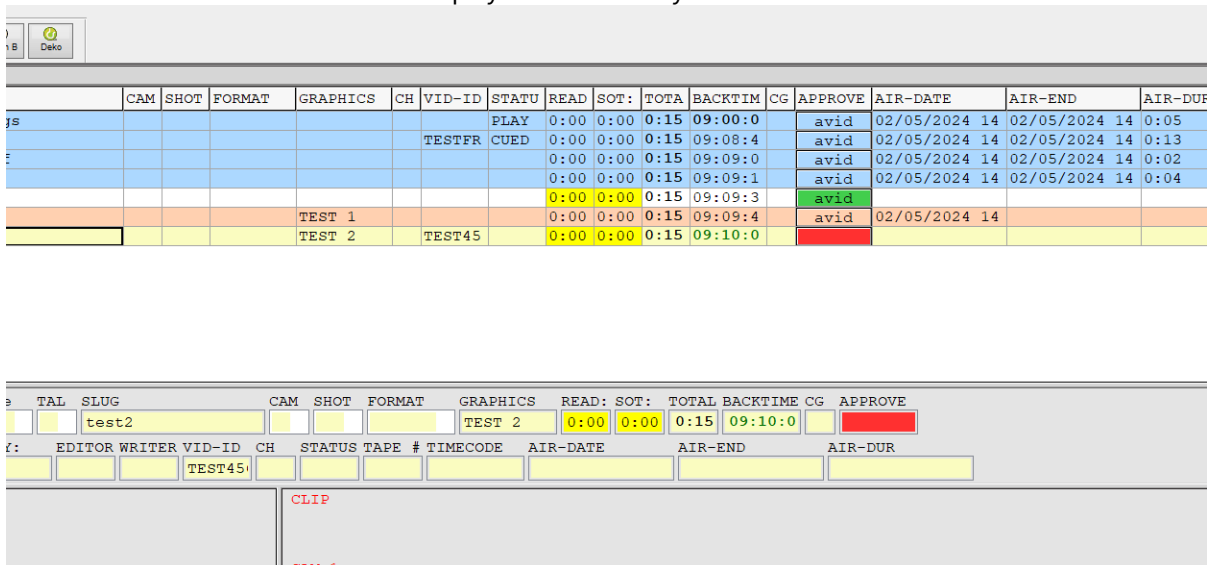 n B Deko
CAM SHOT FORMAT GRAPHICS CH VID-ID STATU READ SOT: TOTA BACKTIM CG APPROVE AIR-DATE AIR-END AIR-DUR
gs PLAY 0:00 0:00 0:15 09:00:0 avid 02/05/2024 14 02/05/2024 14 0:05
TESTFR CUED 0:00 0:00 0:15 09:08:4 avid 02/05/2024 14 02/05/2024 14 0:13
f 0:00 0:00 0:15 09:09:0 avid 02/05/2024 14 02/05/2024 14 0:02
0:00 0:00 0:15 09:09:1 avid 02/05/2024 14 02/05/2024 14 0:04
0:00 0:00 0:15 09:09:3 avid
TEST 1 0:00 0:00 0:15 09:09:4 avid 02/05/2024 14
TEST 2 TEST45 0:00 0:00 0:15 09:10:0
TAL SLUG CAM SHOT FORMAT GRAPHICS READ: SOT: TOTAL BACKTIME CG APPROVE
test2 TEST 2 0:00 0:00 0:15 09:10:0
Y: EDITOR WRITER VID-ID CH STATUS TAPE # TIMECODE AIR-DATE AIR-END AIR-DUR
TEST45
CLIP